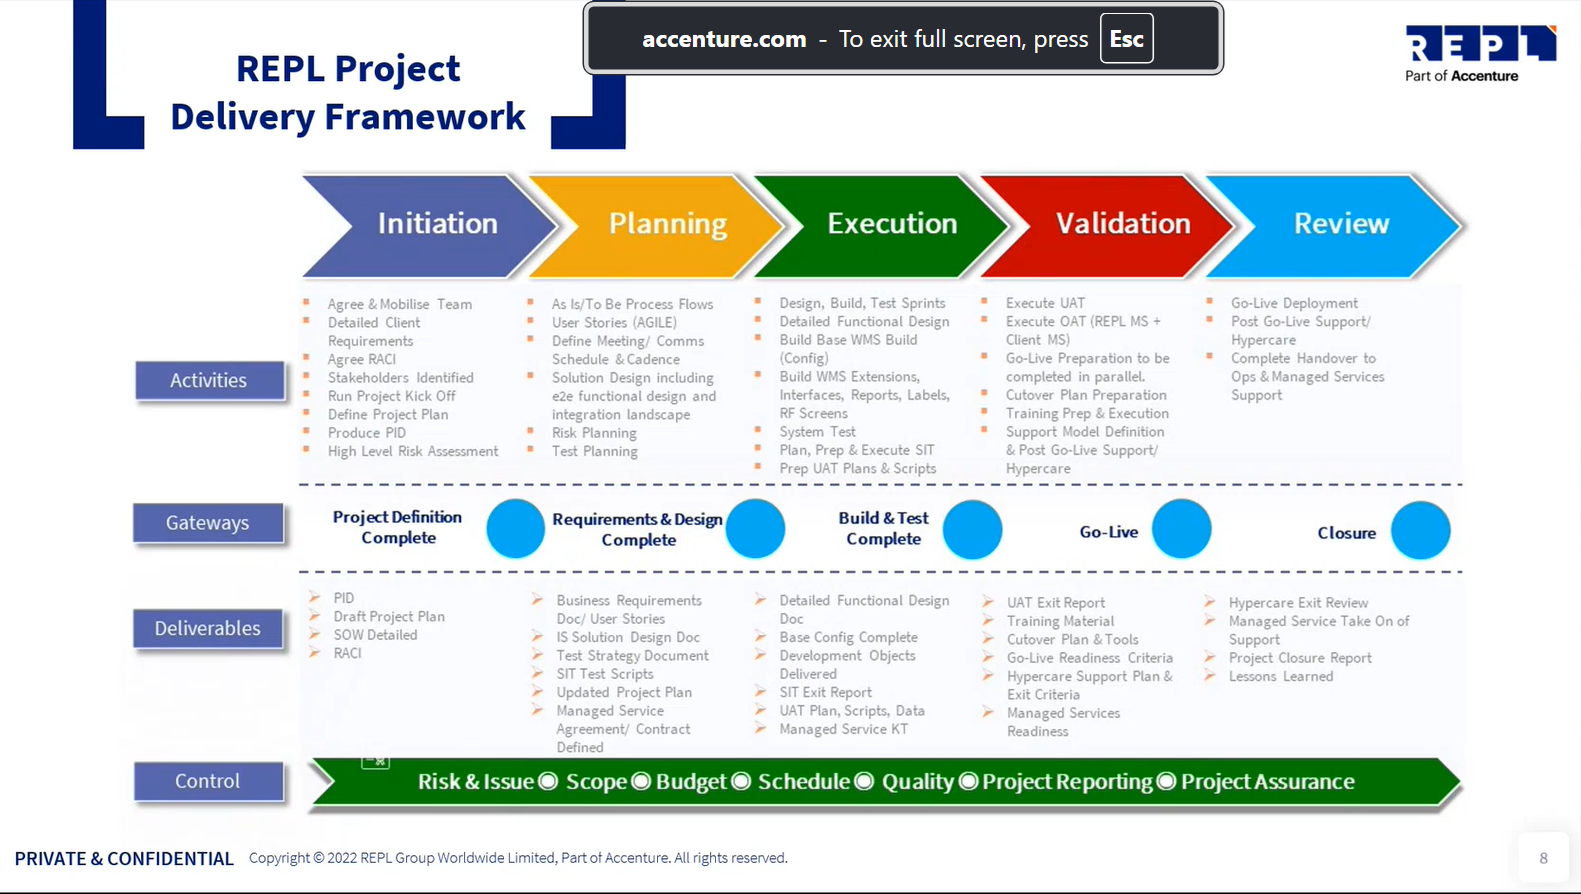 accenture.com - To exit full screen, press Esc
REPL Project
Delivery Framework
REPL
Part of Accenture
Initiation
Planning
Execution
Validation
Review
Activities
Agree & Mobilise Team
Detailed Client
Requirements
Agree RACI
Stakeholders Identified
Run Project Kick Off
Define Project Plan
Produce PID
High Level Risk Assessment
As Is/To Be Process Flows
User Stories (AGILE)
Define Meeting/ Comms
Schedule & Cadence
Solution Design including
e2e functional design and
integration landscape
Risk Planning
Test Planning
Design, Build, Test Sprints
Detailed Functional Design
Build Base WMS Build
(Config)
Build WMS Extensions,
Interfaces, Reports, Labels,
RF Screens
System Test
Plan, Prep & Execute SIT
Prep UAT Plans & Scripts
Execute UAT
Execute OAT (REPL MS +
Client MS)
Go-Live Preparation to be
completed in parallel.
Cutover Plan Preparation
Training Prep & Execution
Support Model Definition
& Post Go-Live Support/
Hypercare
Go-Live Deployment
Post Go-Live Support/
Hypercare
Complete Handover to
Ops & Managed Services
Support
Gateways
Project Definition
Complete
Requirements & Design
Complete
Build & Test
Complete
Go-Live
Closure
Deliverables
PID
Draft Project Plan
SOW Detailed
RACI
Business Requirements
Doc/ User Stories
IS Solution Design Doc
Test Strategy Document
SIT Test Scripts
Updated Project Plan
Managed Service
Agreement/ Contract
Defined
Detailed Functional Design
Doc
Base Config Complete
Development Objects
Delivered
SIT Exit Report
UAT Plan, Scripts, Data
Managed Service KT
UAT Exit Report
Training Material
Cutover Plan & Tools
Go-Live Readiness Criteria
Hypercare Support Plan &
Exit Criteria
Managed Services
Readiness
Hypercare Exit Review
Managed Service Take On of
Support
Project Closure Report
Lessons Learned
Control
Risk & Issue Scope Budget Schedule Quality Project Reporting Project Assurance
PRIVATE & CONFIDENTIAL Copyright © 2022 REPL Group Worldwide Limited, Part of Accenture. All rights reserved.
8